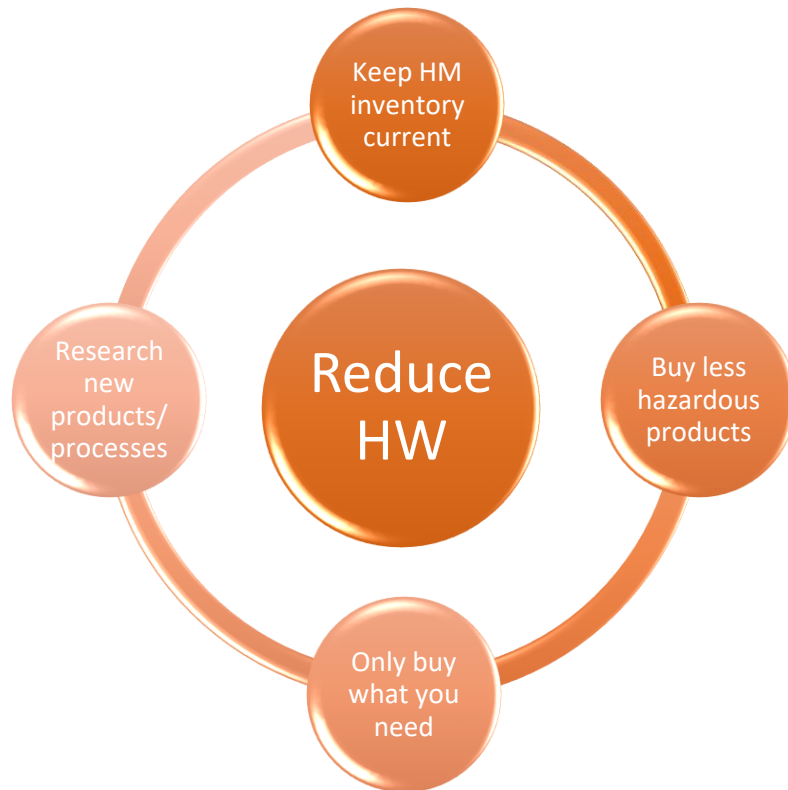 Keep HM
inventory
current
Research
new
products/
processes
Reduce
HW
Buy less
hazardous
products
Only buy
what you
need